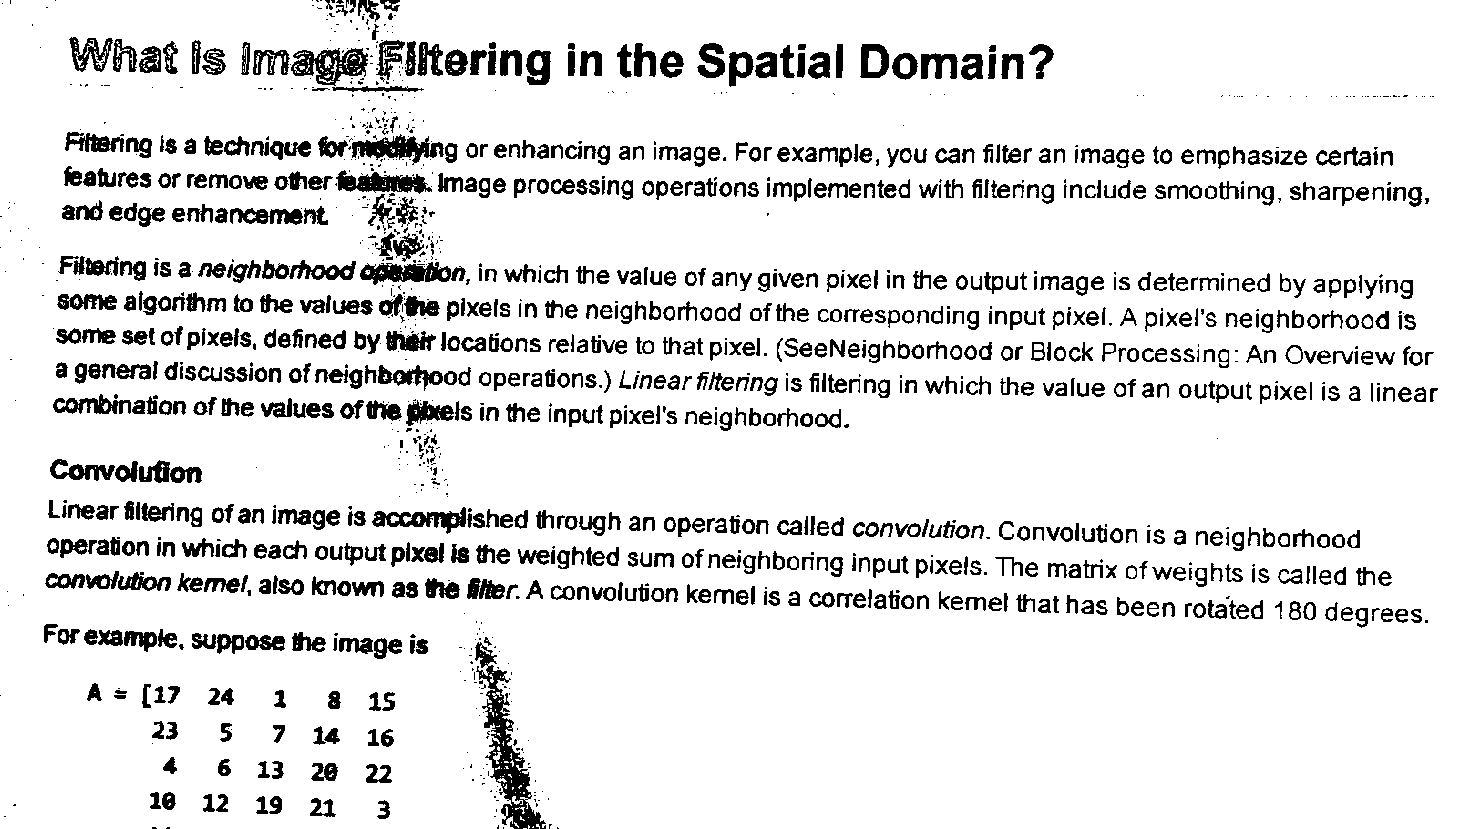 What Is Image Filtering in the Spatial Domain?
Filtering is a technique for modifying or enhancing an image. For example, you can filter an image to emphasize certain
features or remove other features. Image processing operations implemented with filtering include smoothing, sharpening,
and edge enhancement.
Filtering is a neighborhood operation, in which the value of any given pixel in the output image is determined by applying
some algorithm to the values of the pixels in the neighborhood of the corresponding input pixel. A pixel's neighborhood is
some set of pixels, defined by their locations relative to that pixel. (SeeNeighborhood or Block Processing: An Overview for
a general discussion of neighborhood operations.) Linear filtering is filtering in which the value of an output pixel is a linear
combination of the values of the pixels in the input pixel's neighborhood.
Convolution
Linear filtering of an image is accomplished through an operation called convolution. Convolution is a neighborhood
operation in which each output pixel is the weighted sum of neighboring input pixels. The matrix of weights is called the
convolution kernel, also known as the filter. A convolution kernel is a correlation kernel that has been rotated 180 degrees.
For example, suppose the image is
A = [17 24 1 8 15
23 5 7 14 16
4 6 13 20 22
10 12 19 21 3